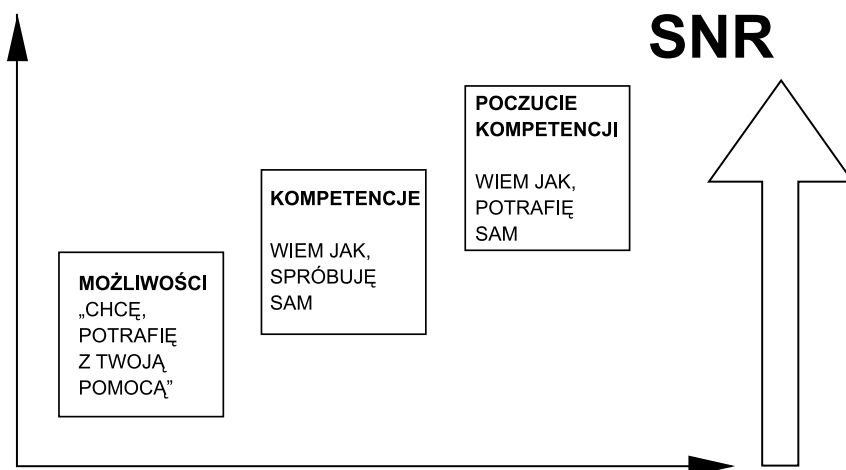 SNR
POCZUCIE
KOMPETENCJI
WIEM JAK,
POTRAFIĘ
SAM
KOMPETENCJE
WIEM JAK,
SPRÓBUJĘ
SAM
MOŻLIWOŚCI
„CHCĘ,
POTRAFIĘ
Z TWOJĄ
POMOCĄ”